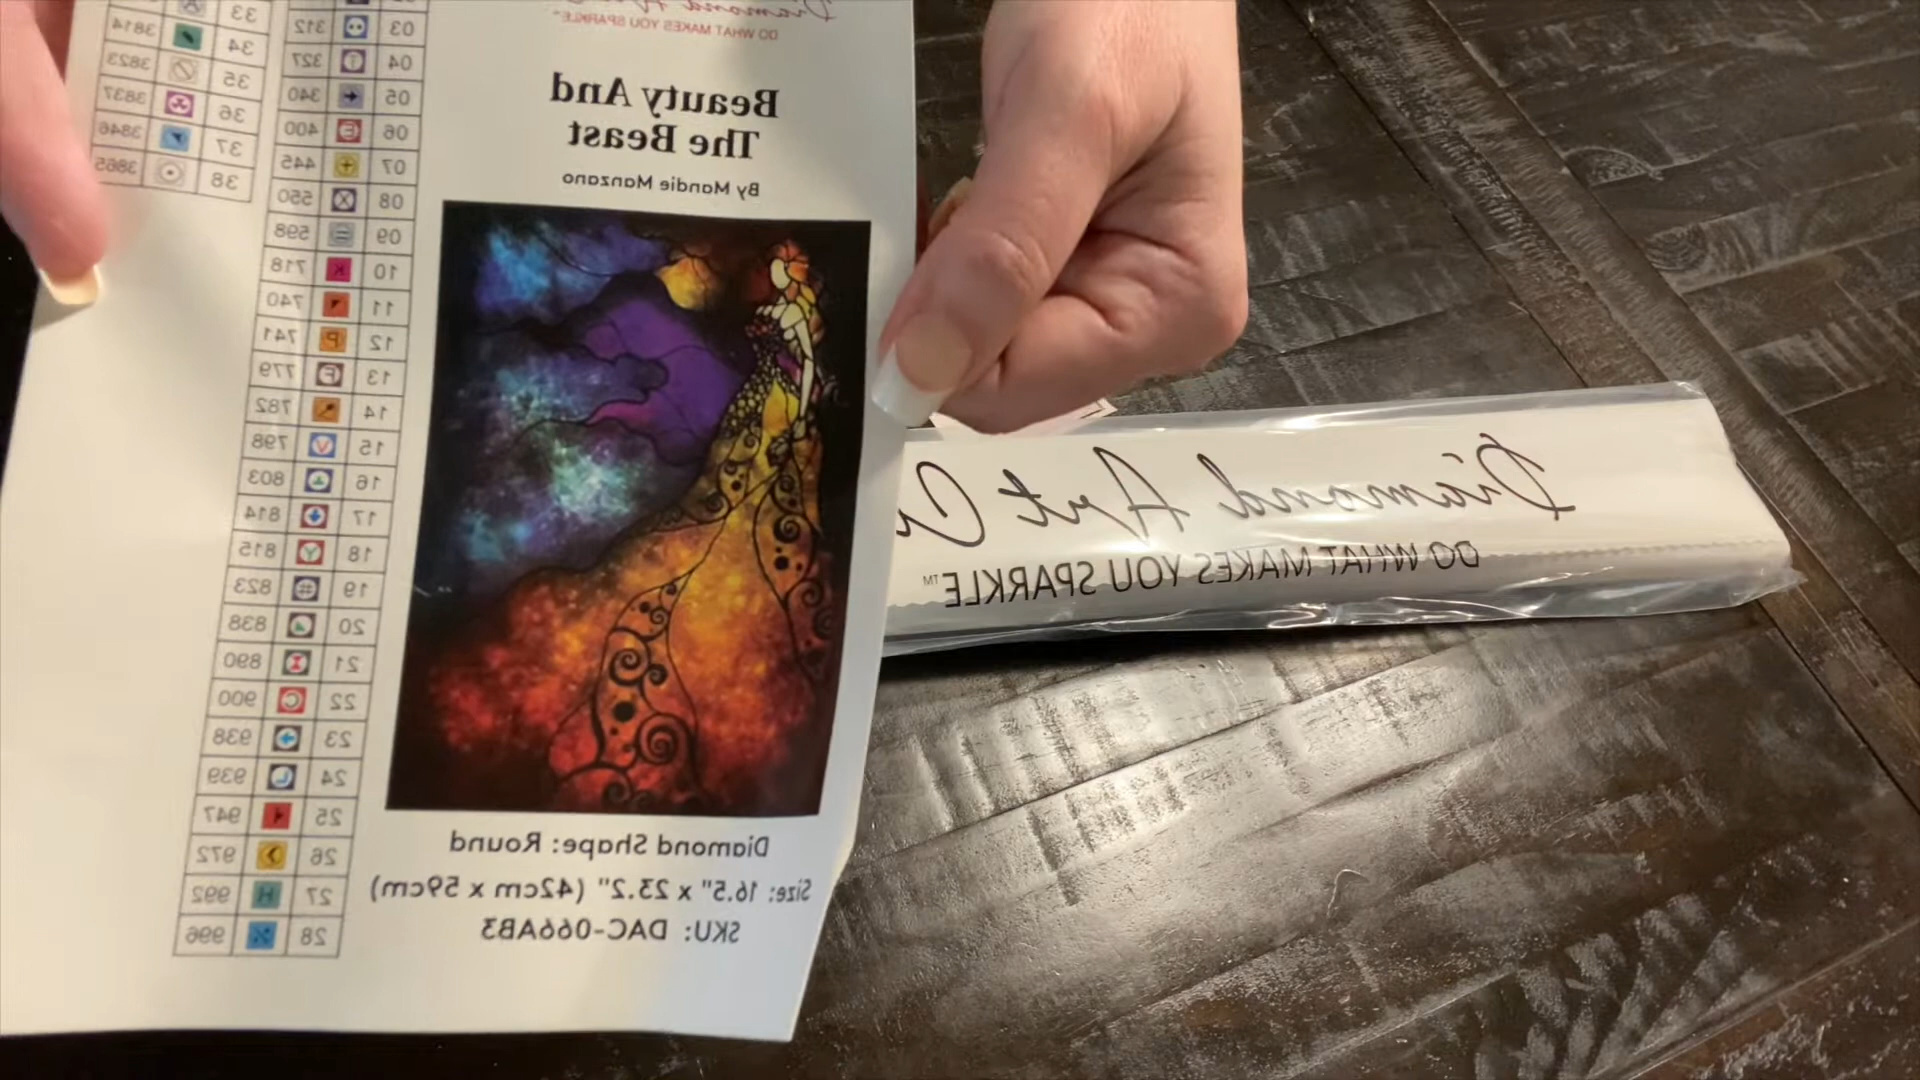 DO WHAT MAKES YOU SPARKLE™
Beauty And
The Beast
By Mandie Manzano
Diamond Shape: Round
Size: 16.5" x 23.2" (42cm x 59cm)
SKU: DAC-066AB3
03 312
04 327
05 340
06 400
07 445
08 550
09 598
10 K 718
11 740
12 P 741
13 F 779
14 782
15 V 798
16 803
17 814
18 Y 815
19 # 823
20 838
21 890
22 C 900
23 938
24 L 939
25 947
26 972
27 H 992
28 996
33
34 3814
35 3823
36 3837
37 3846
38 3865
Diamond Art
DO WHAT MAKES YOU SPARKLE™